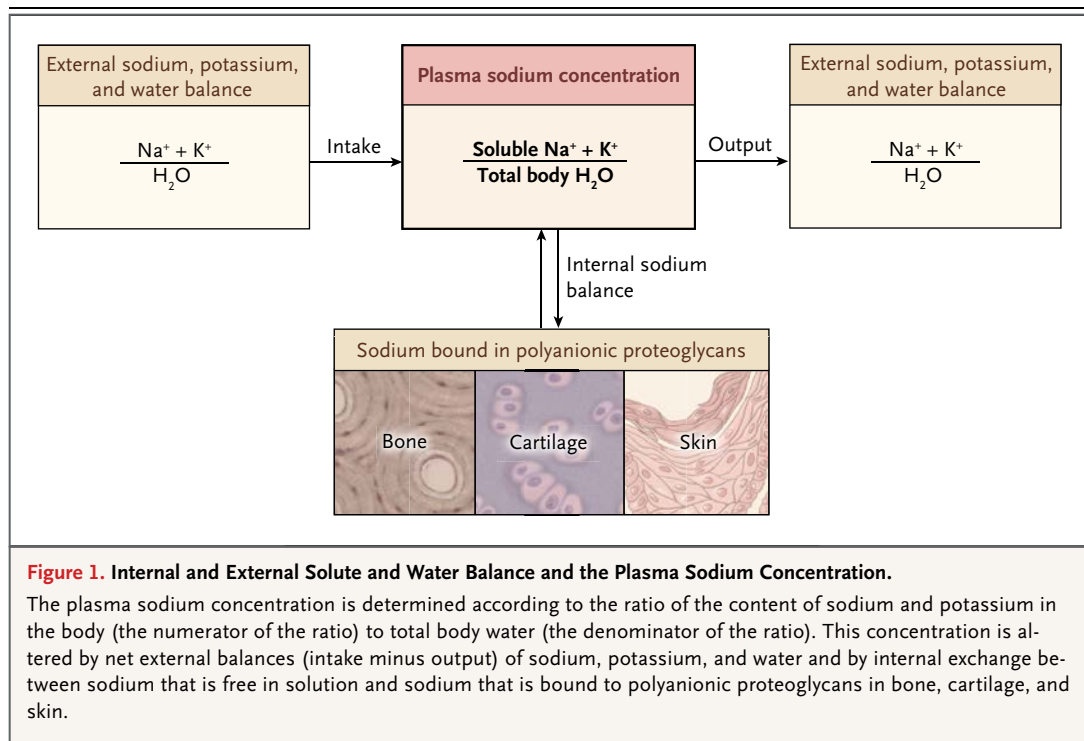 External sodium, potassium,
and water balance
Na⁺ + K⁺
H₂O
Intake
Plasma sodium concentration
Soluble Na⁺ + K⁺
Total body H₂O
Output
External sodium, potassium,
and water balance
Na⁺ + K⁺
H₂O
Internal sodium
balance
Sodium bound in polyanionic proteoglycans
Bone
Cartilage
Skin
Figure 1. Internal and External Solute and Water Balance and the Plasma Sodium Concentration.
The plasma sodium concentration is determined according to the ratio of the content of sodium and potassium in
the body (the numerator of the ratio) to total body water (the denominator of the ratio). This concentration is al-
tered by net external balances (intake minus output) of sodium, potassium, and water and by internal exchange be-
tween sodium that is free in solution and sodium that is bound to polyanionic proteoglycans in bone, cartilage, and
skin.